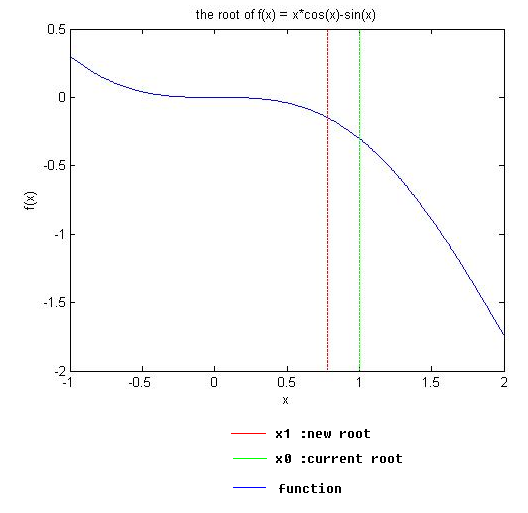 the root of f(x) = x*cos(x)-sin(x)
0.5
0
-0.5
-1
-1.5
-2
f(x)
-1 -0.5 0 0.5 1 1.5 2
x
x1 :new root
x0 :current root
function